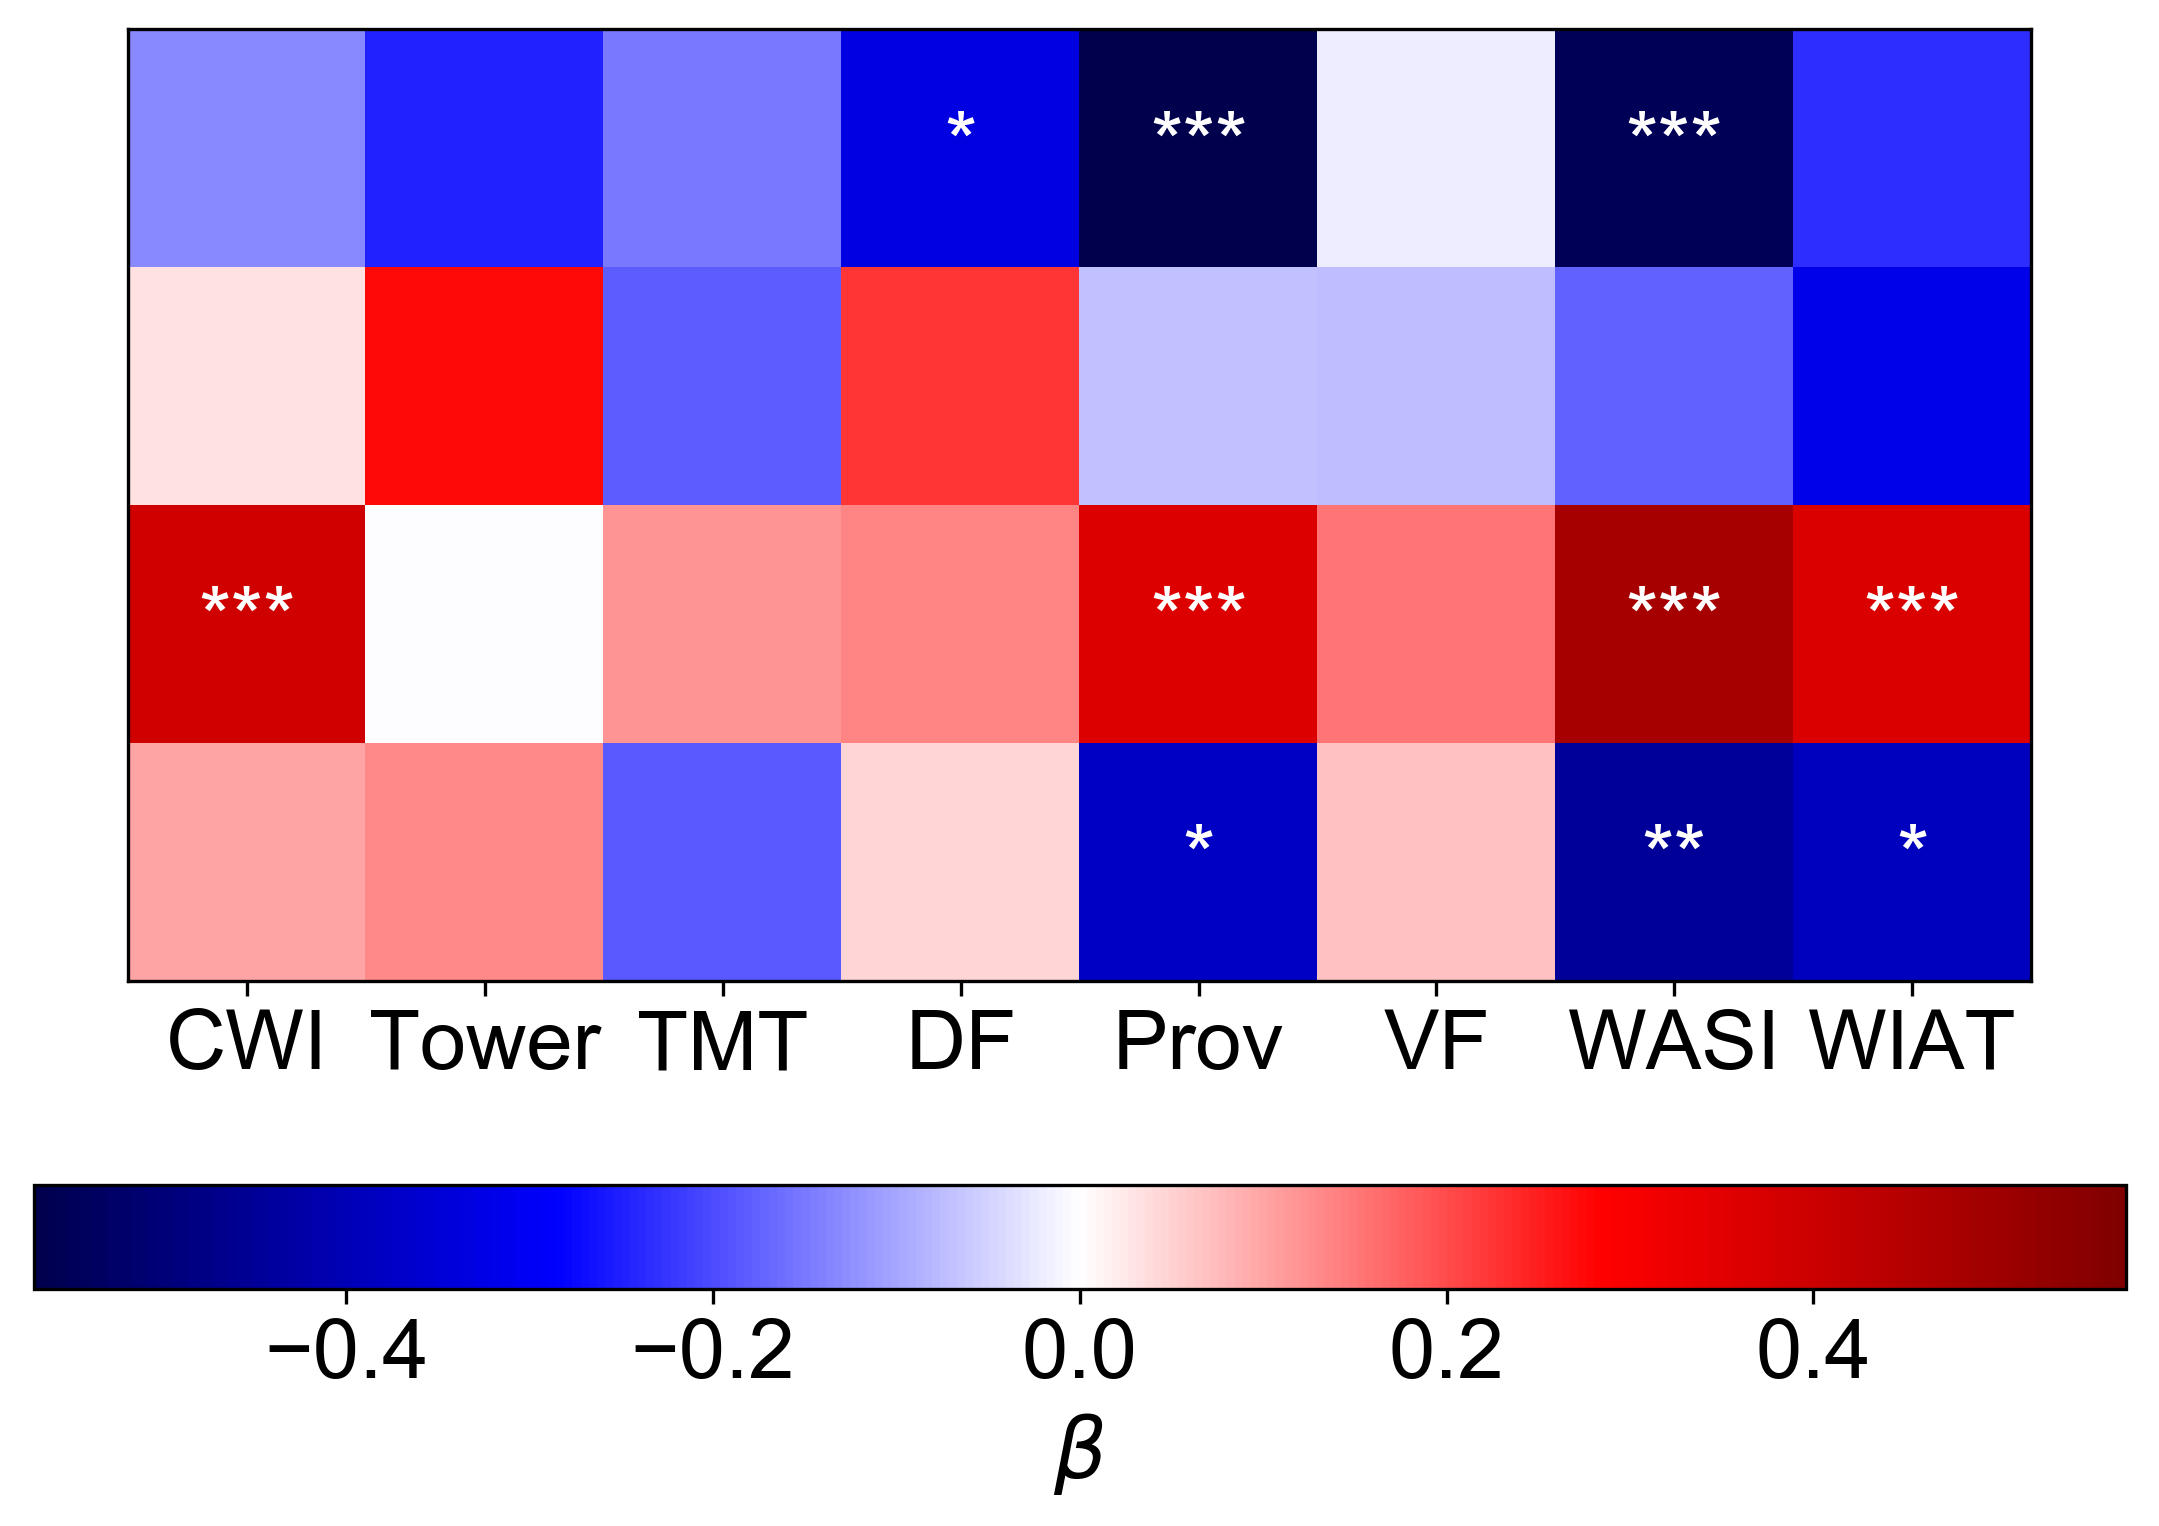 * *** ***
*** *** *** ***
* ** *
CWI Tower TMT DF Prov VF WASI WIAT
−0.4 −0.2 0.0 0.2 0.4
β